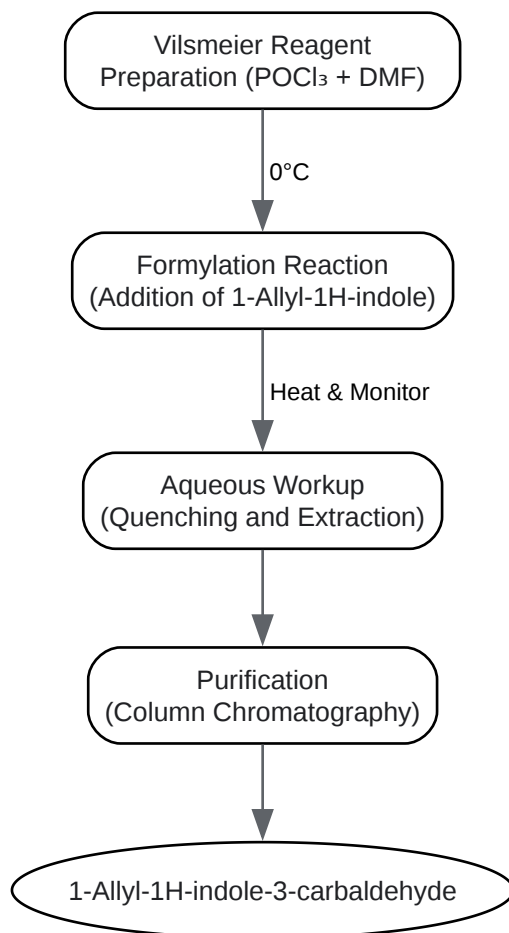 Vilsmeier Reagent
Preparation (POCl₃ + DMF)
0°C
Formylation Reaction
(Addition of 1-Allyl-1H-indole)
Heat & Monitor
Aqueous Workup
(Quenching and Extraction)
Purification
(Column Chromatography)
1-Allyl-1H-indole-3-carbaldehyde